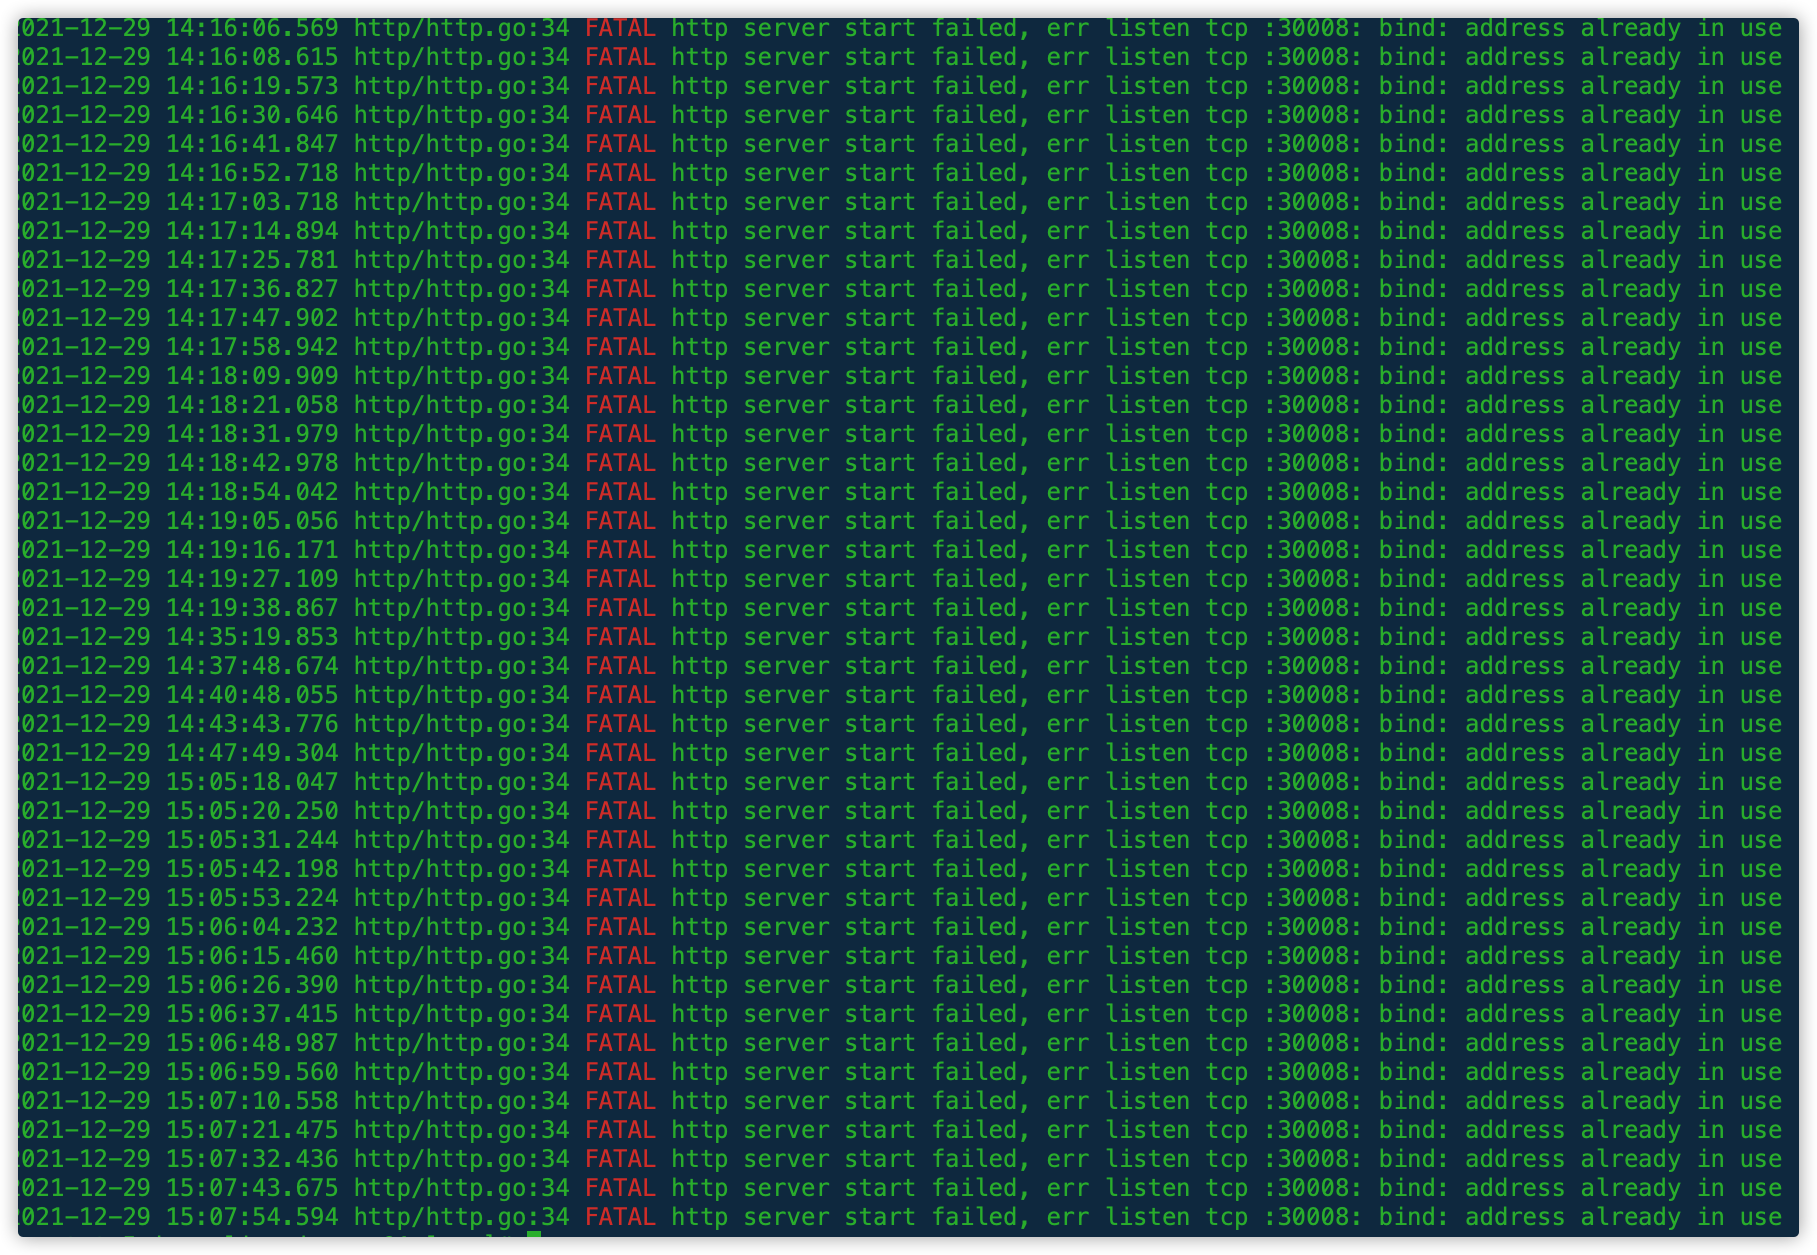 2021-12-29 14:16:06.569 http/http.go:34 FATAL http server start failed, err listen tcp :30008: bind: address already in use
2021-12-29 14:16:08.615 http/http.go:34 FATAL http server start failed, err listen tcp :30008: bind: address already in use
2021-12-29 14:16:19.573 http/http.go:34 FATAL http server start failed, err listen tcp :30008: bind: address already in use
2021-12-29 14:16:30.646 http/http.go:34 FATAL http server start failed, err listen tcp :30008: bind: address already in use
2021-12-29 14:16:41.847 http/http.go:34 FATAL http server start failed, err listen tcp :30008: bind: address already in use
2021-12-29 14:16:52.718 http/http.go:34 FATAL http server start failed, err listen tcp :30008: bind: address already in use
2021-12-29 14:17:03.718 http/http.go:34 FATAL http server start failed, err listen tcp :30008: bind: address already in use
2021-12-29 14:17:14.894 http/http.go:34 FATAL http server start failed, err listen tcp :30008: bind: address already in use
2021-12-29 14:17:25.781 http/http.go:34 FATAL http server start failed, err listen tcp :30008: bind: address already in use
2021-12-29 14:17:36.827 http/http.go:34 FATAL http server start failed, err listen tcp :30008: bind: address already in use
2021-12-29 14:17:47.902 http/http.go:34 FATAL http server start failed, err listen tcp :30008: bind: address already in use
2021-12-29 14:17:58.942 http/http.go:34 FATAL http server start failed, err listen tcp :30008: bind: address already in use
2021-12-29 14:18:09.909 http/http.go:34 FATAL http server start failed, err listen tcp :30008: bind: address already in use
2021-12-29 14:18:21.058 http/http.go:34 FATAL http server start failed, err listen tcp :30008: bind: address already in use
2021-12-29 14:18:31.979 http/http.go:34 FATAL http server start failed, err listen tcp :30008: bind: address already in use
2021-12-29 14:18:42.978 http/http.go:34 FATAL http server start failed, err listen tcp :30008: bind: address already in use
2021-12-29 14:18:54.042 http/http.go:34 FATAL http server start failed, err listen tcp :30008: bind: address already in use
2021-12-29 14:19:05.056 http/http.go:34 FATAL http server start failed, err listen tcp :30008: bind: address already in use
2021-12-29 14:19:16.171 http/http.go:34 FATAL http server start failed, err listen tcp :30008: bind: address already in use
2021-12-29 14:19:27.109 http/http.go:34 FATAL http server start failed, err listen tcp :30008: bind: address already in use
2021-12-29 14:19:38.867 http/http.go:34 FATAL http server start failed, err listen tcp :30008: bind: address already in use
2021-12-29 14:35:19.853 http/http.go:34 FATAL http server start failed, err listen tcp :30008: bind: address already in use
2021-12-29 14:37:48.674 http/http.go:34 FATAL http server start failed, err listen tcp :30008: bind: address already in use
2021-12-29 14:40:48.055 http/http.go:34 FATAL http server start failed, err listen tcp :30008: bind: address already in use
2021-12-29 14:43:43.776 http/http.go:34 FATAL http server start failed, err listen tcp :30008: bind: address already in use
2021-12-29 14:47:49.304 http/http.go:34 FATAL http server start failed, err listen tcp :30008: bind: address already in use
2021-12-29 15:05:18.047 http/http.go:34 FATAL http server start failed, err listen tcp :30008: bind: address already in use
2021-12-29 15:05:20.250 http/http.go:34 FATAL http server start failed, err listen tcp :30008: bind: address already in use
2021-12-29 15:05:31.244 http/http.go:34 FATAL http server start failed, err listen tcp :30008: bind: address already in use
2021-12-29 15:05:42.198 http/http.go:34 FATAL http server start failed, err listen tcp :30008: bind: address already in use
2021-12-29 15:05:53.224 http/http.go:34 FATAL http server start failed, err listen tcp :30008: bind: address already in use
2021-12-29 15:06:04.232 http/http.go:34 FATAL http server start failed, err listen tcp :30008: bind: address already in use
2021-12-29 15:06:15.460 http/http.go:34 FATAL http server start failed, err listen tcp :30008: bind: address already in use
2021-12-29 15:06:26.390 http/http.go:34 FATAL http server start failed, err listen tcp :30008: bind: address already in use
2021-12-29 15:06:37.415 http/http.go:34 FATAL http server start failed, err listen tcp :30008: bind: address already in use
2021-12-29 15:06:48.987 http/http.go:34 FATAL http server start failed, err listen tcp :30008: bind: address already in use
2021-12-29 15:06:59.560 http/http.go:34 FATAL http server start failed, err listen tcp :30008: bind: address already in use
2021-12-29 15:07:10.558 http/http.go:34 FATAL http server start failed, err listen tcp :30008: bind: address already in use
2021-12-29 15:07:21.475 http/http.go:34 FATAL http server start failed, err listen tcp :30008: bind: address already in use
2021-12-29 15:07:32.436 http/http.go:34 FATAL http server start failed, err listen tcp :30008: bind: address already in use
2021-12-29 15:07:43.675 http/http.go:34 FATAL http server start failed, err listen tcp :30008: bind: address already in use
2021-12-29 15:07:54.594 http/http.go:34 FATAL http server start failed, err listen tcp :30008: bind: address already in use